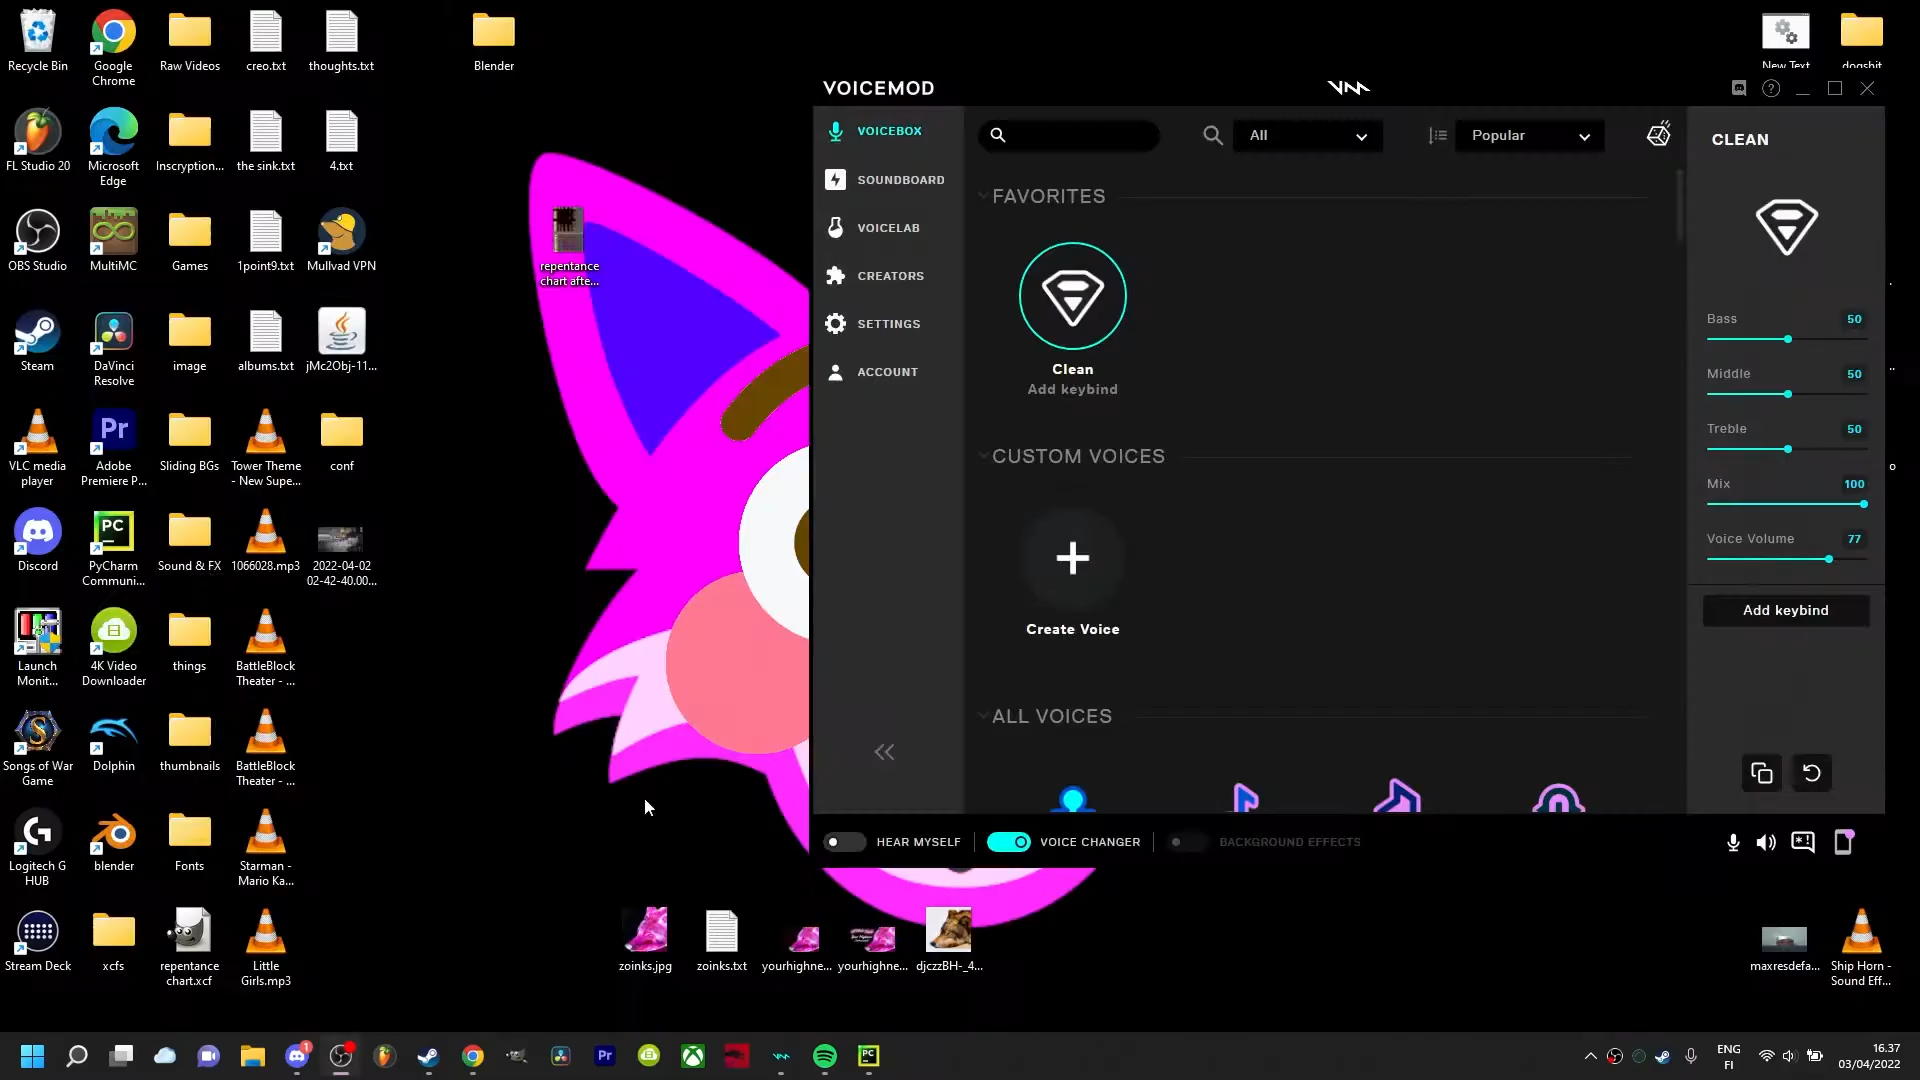 Recycle Bin
Google
Chrome
Raw Videos
creo.txt
thoughts.txt
Blender
New Text
dogshit
FL Studio 20
Microsoft
Edge
Inscryption...
the sink.txt
4.txt
OBS Studio
MultiMC
Games
1point9.txt
Mullvad VPN
repentance
chart afte...
Steam
DaVinci
Resolve
image
albums.txt
jMc2Obj-11...
VLC media
player
Adobe
Premiere P...
Sliding BGs
Tower Theme
- New Supe...
conf
Discord
PyCharm
Communi...
Sound & FX
1066028.mp3
2022-04-02
02-42-40.00...
Launch
Monit...
4K Video
Downloader
things
BattleBlock
Theater - ...
Songs of War
Game
Dolphin
thumbnails
BattleBlock
Theater - ...
Logitech G
HUB
blender
Fonts
Starman -
Mario Ka...
Stream Deck
xcfs
repentance
chart.xcf
Little
Girls.mp3
zoinks.jpg
zoinks.txt
yourhighne...
yourhighne...
djczzBH-_4...
maxresdefa...
Ship Horn -
Sound Eff...
VOICEMOD
VOICEBOX
SOUNDBOARD
VOICELAB
CREATORS
SETTINGS
ACCOUNT
All
Popular
FAVORITES
Clean
Add keybind
CUSTOM VOICES
Create Voice
ALL VOICES
CLEAN
Bass 50
Middle 50
Treble 50
Mix 100
Voice Volume 77
Add keybind
HEAR MYSELF
VOICE CHANGER
BACKGROUND EFFECTS
PC
Pr
1
Pr
PC
ENG
FI
16.37
03/04/2022